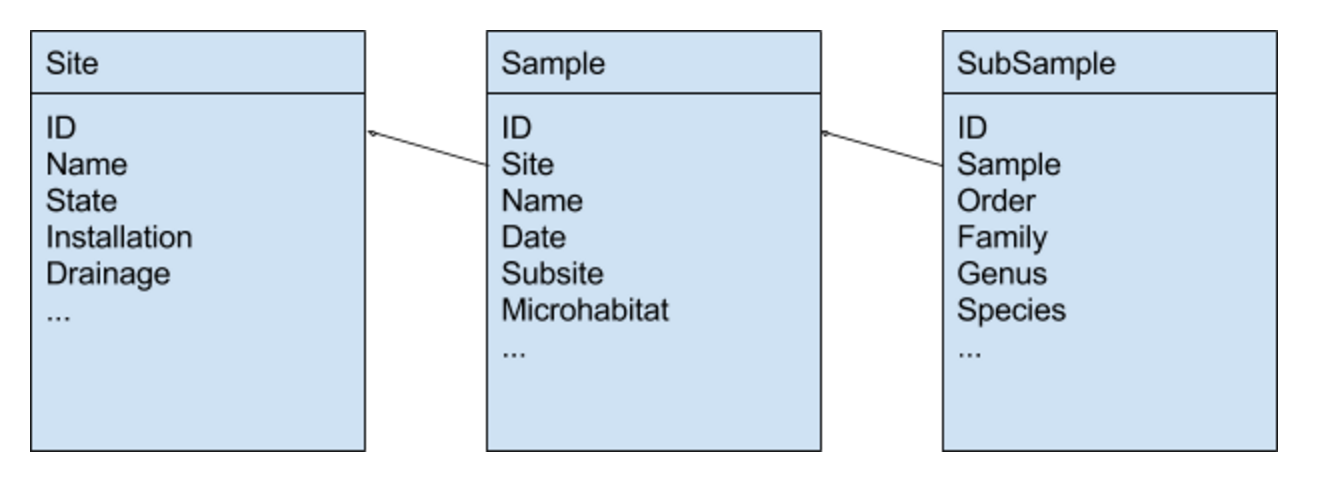 Site
ID
Name
State
Installation
Drainage
...
Sample
ID
Site
Name
Date
Subsite
Microhabitat
...
SubSample
ID
Sample
Order
Family
Genus
Species
...